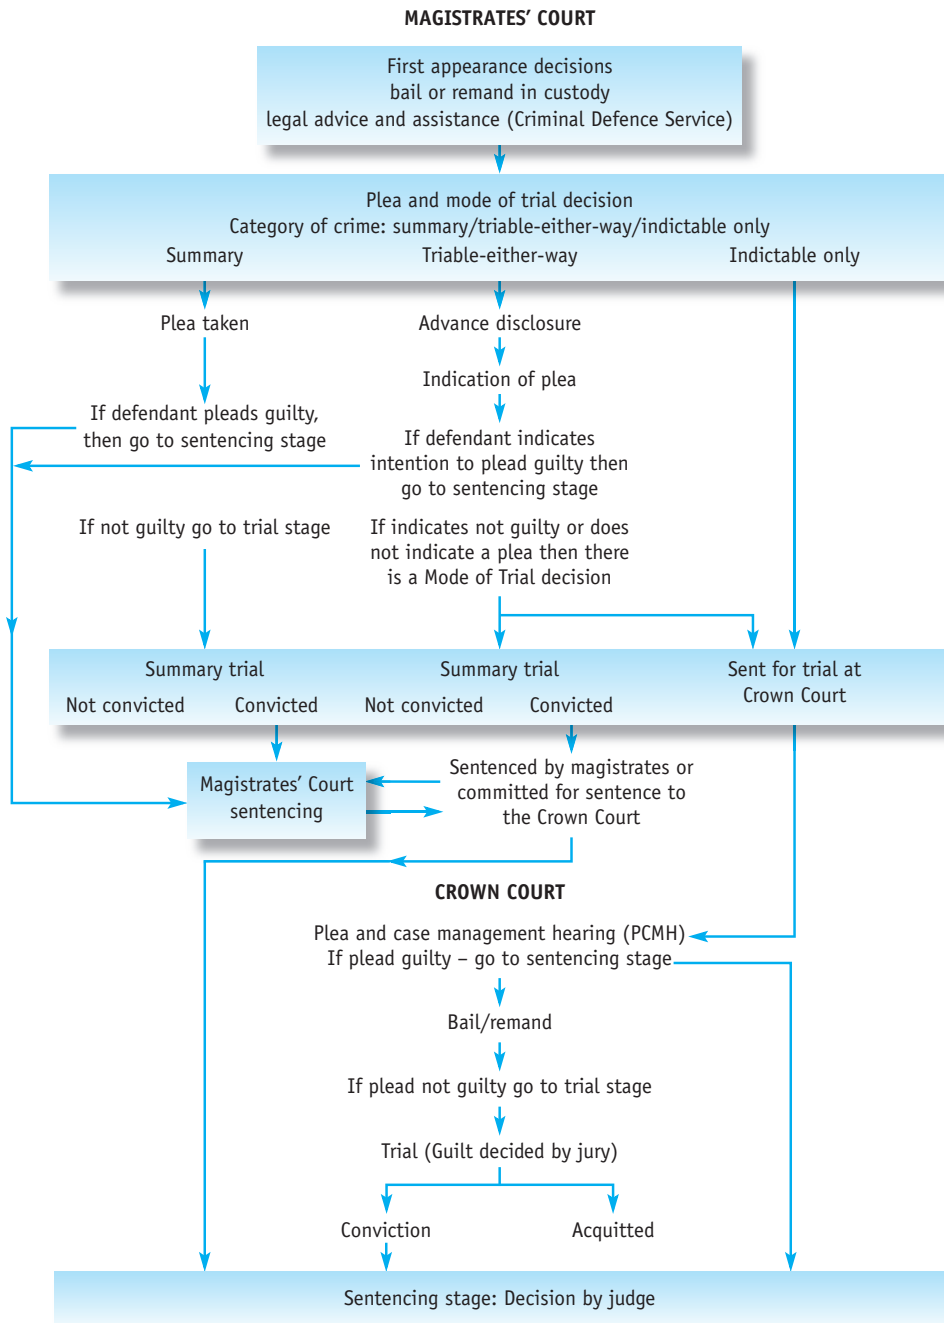 MAGISTRATES’ COURT
First appearance decisions
bail or remand in custody
legal advice and assistance (Criminal Defence Service)
Plea and mode of trial decision
Category of crime: summary/triable-either-way/indictable only
Summary
Triable-either-way
Indictable only
Plea taken
Advance disclosure
Indication of plea
If defendant pleads guilty,
then go to sentencing stage
If defendant indicates
intention to plead guilty then
go to sentencing stage
If not guilty go to trial stage
If indicates not guilty or does
not indicate a plea then there
is a Mode of Trial decision
Summary trial
Not convicted
Convicted
Summary trial
Not convicted
Convicted
Sent for trial at
Crown Court
Magistrates’ Court
sentencing
Sentenced by magistrates or
committed for sentence to
the Crown Court
CROWN COURT
Plea and case management hearing (PCMH)
If plead guilty – go to sentencing stage
Bail/remand
If plead not guilty go to trial stage
Trial (Guilt decided by jury)
Conviction
Acquitted
Sentencing stage: Decision by judge